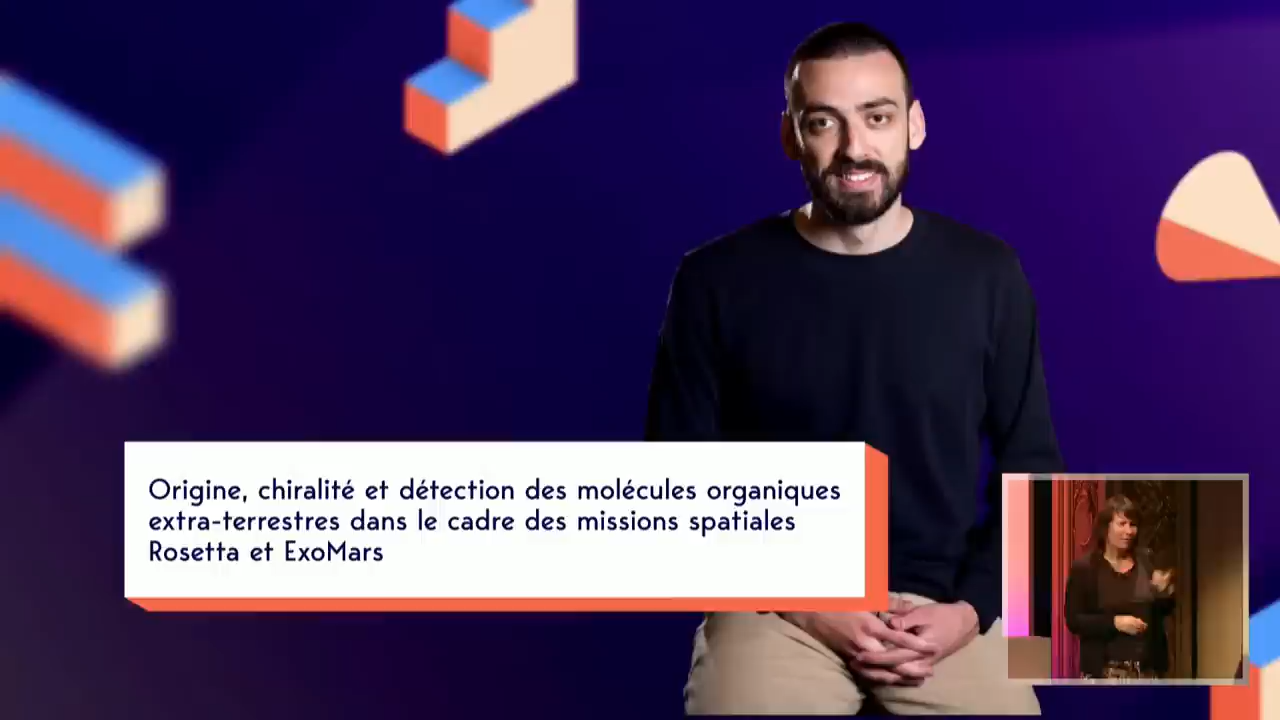 Origine, chiralité et détection des molécules organiques
extra-terrestres dans le cadre des missions spatiales
Rosetta et ExoMars